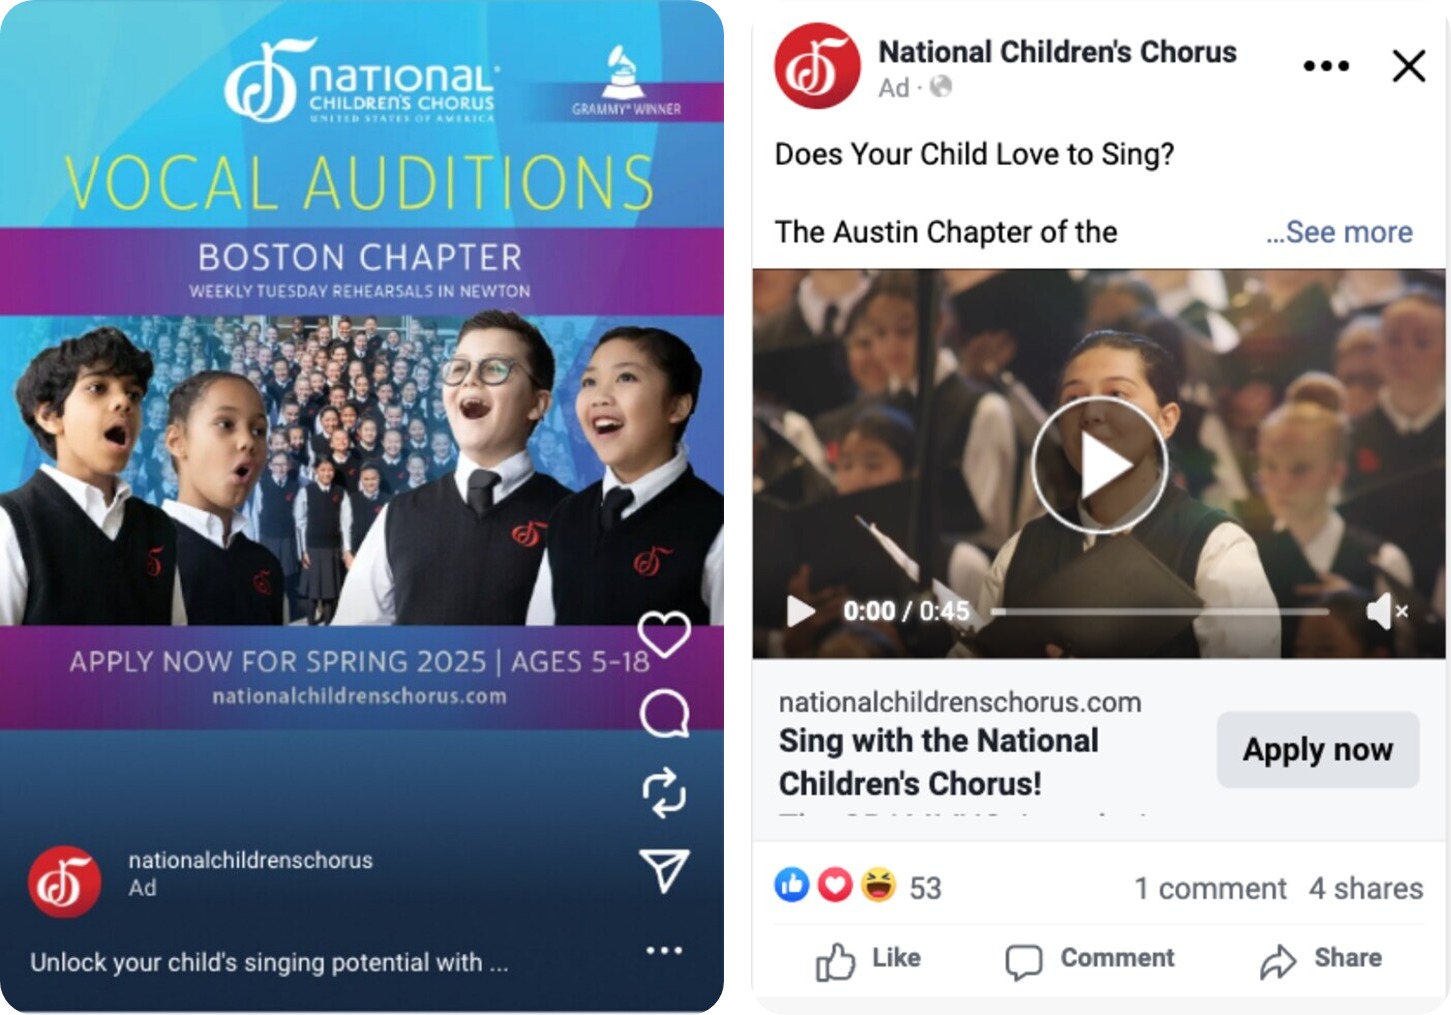 NATIONAL
CHILDREN'S CHORUS
UNITED STATES OF AMERICA
GRAMMY® WINNER
VOCAL AUDITIONS
BOSTON CHAPTER
WEEKLY TUESDAY REHEARSALS IN NEWTON
APPLY NOW FOR SPRING 2025 | AGES 5-18
nationalchildrenschorus.com
nationalchildrenschorus
Ad
Unlock your child's singing potential with ...
National Children's Chorus
Ad ·
Does Your Child Love to Sing?
The Austin Chapter of the ...See more
0:00 / 0:45
nationalchildrenschorus.com
Sing with the National
Children's Chorus!
Apply now
53 1 comment 4 shares
Like Comment Share